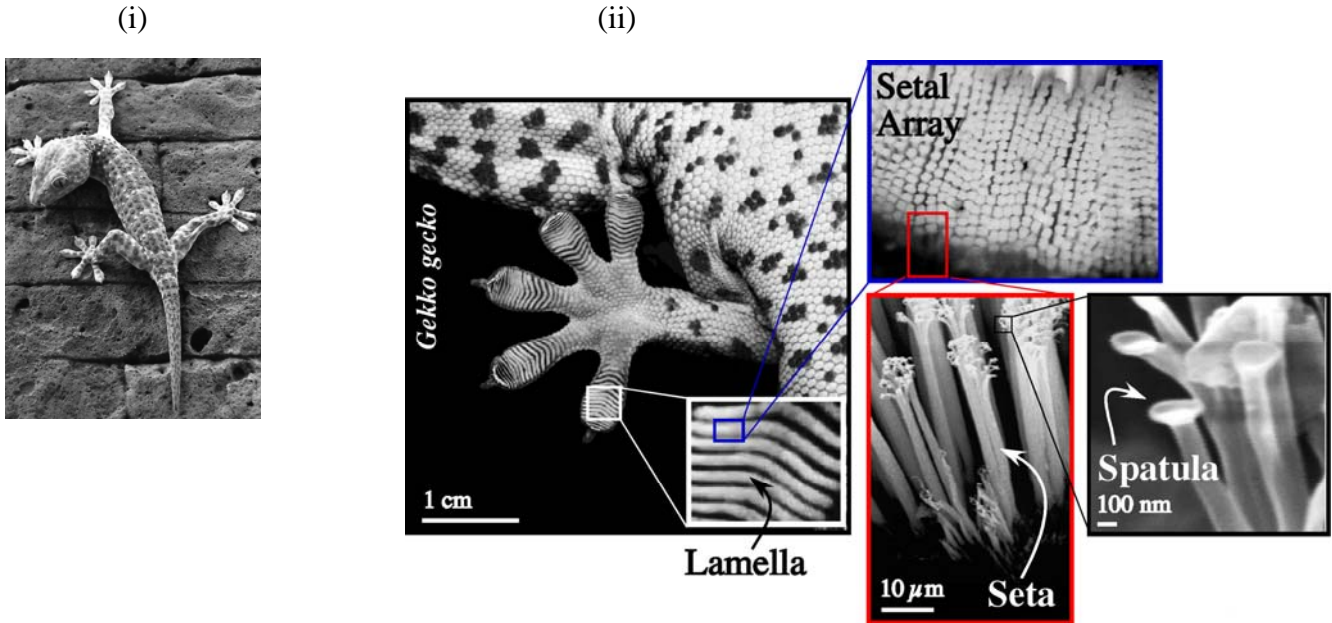 (i)
(ii)
Gekko gecko
1 cm
Lamella
Setal
Array
10 µm
Seta
Spatula
100 nm